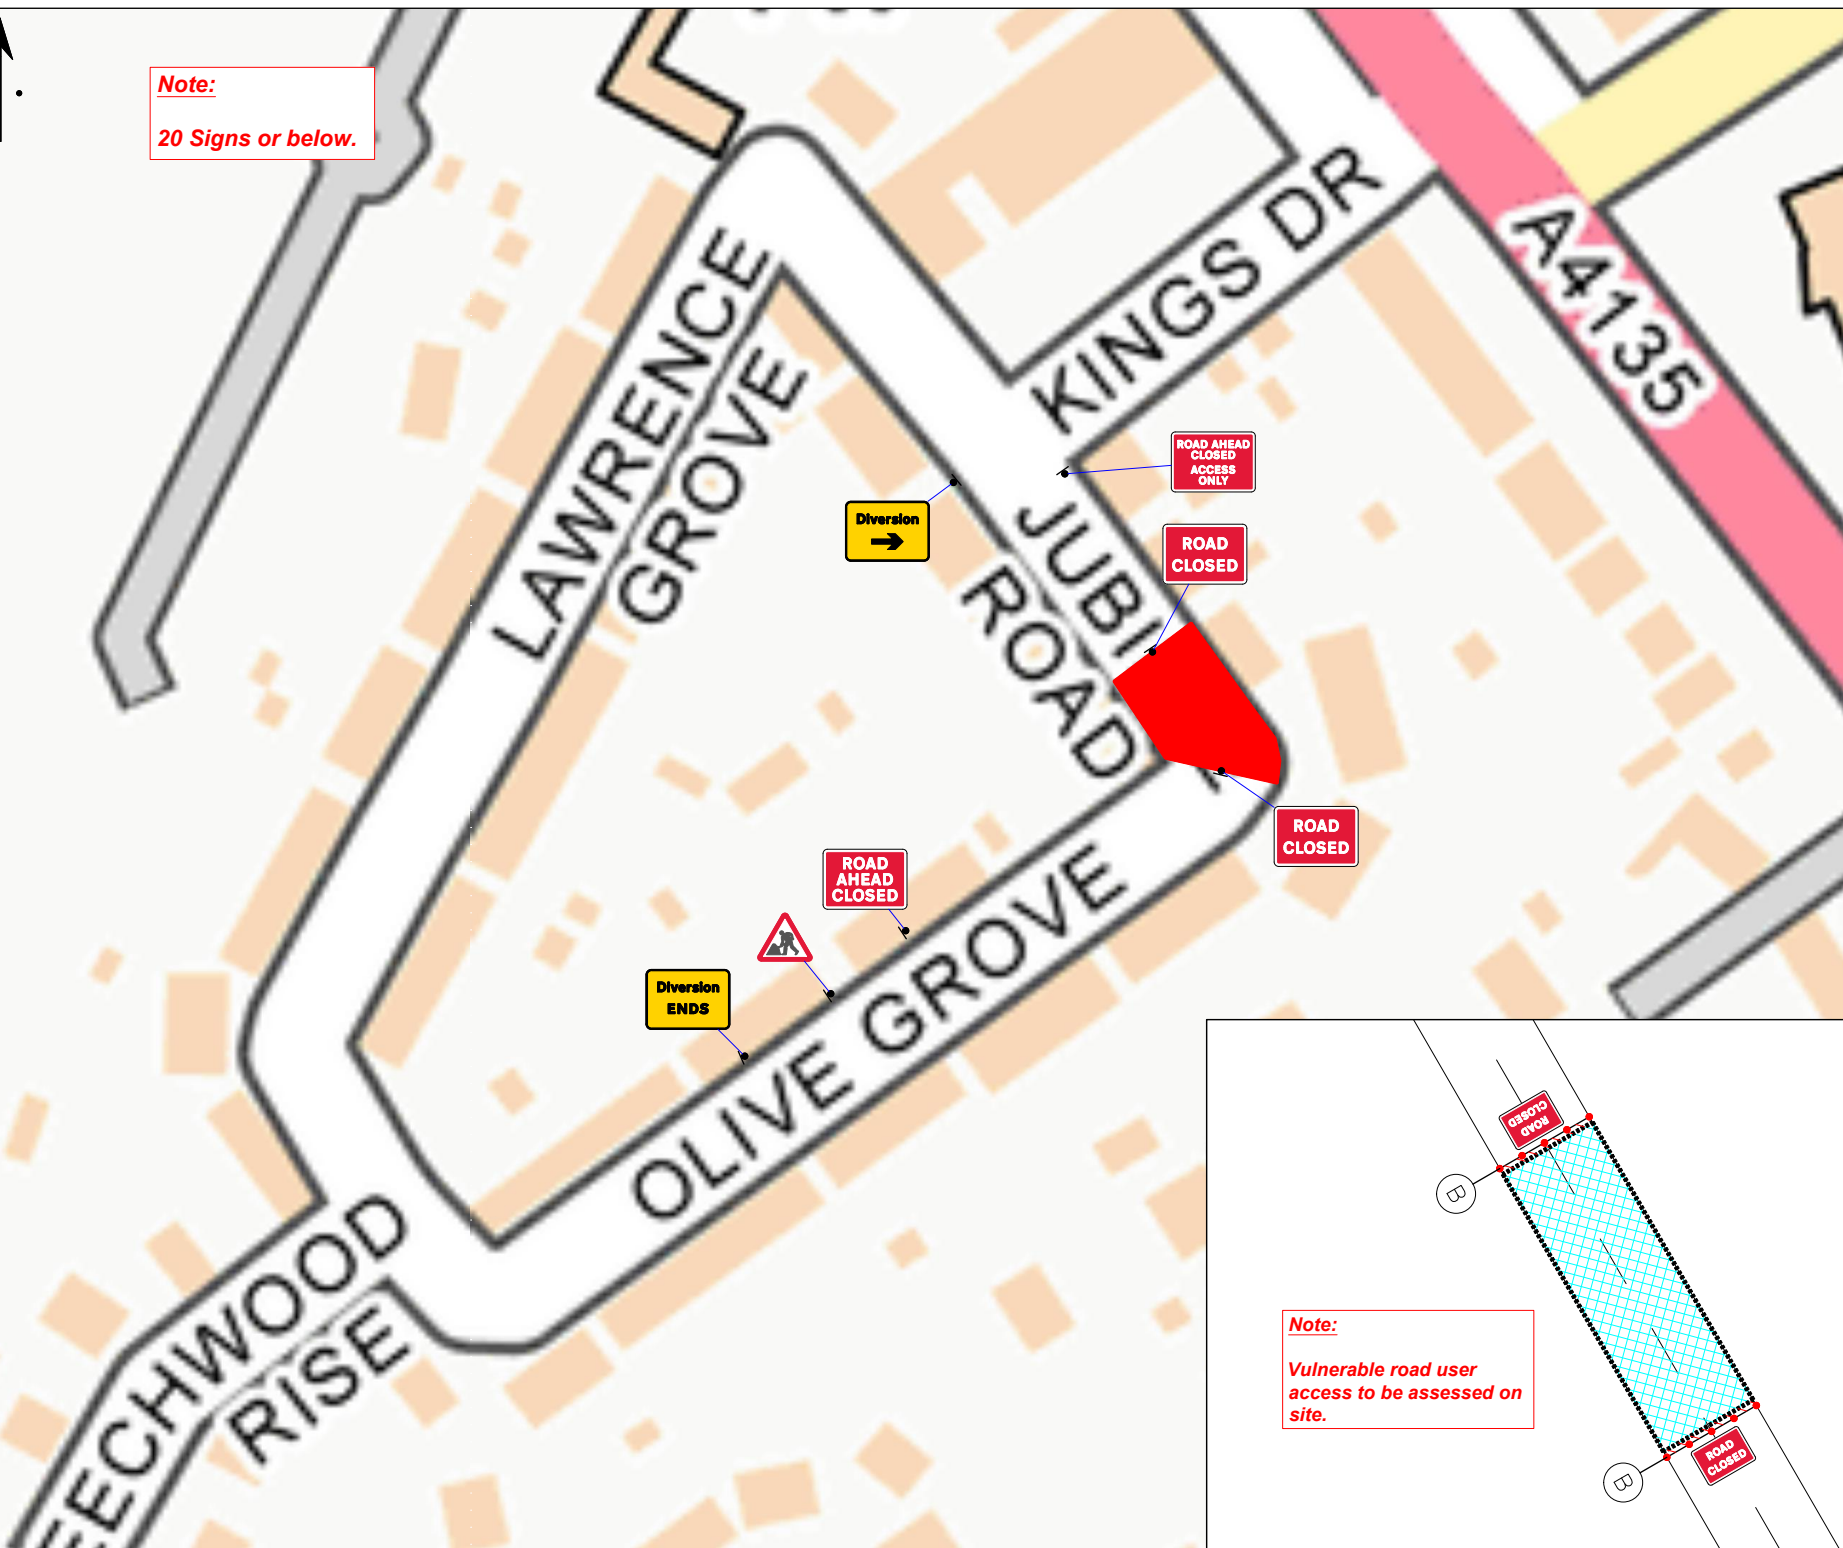 Note:
20 Signs or below.
LAWRENCE
GROVE
KINGS DR
A4135
ROAD AHEAD
CLOSED
ACCESS
ONLY
Diversion
JUBI
ROAD
ROAD
CLOSED
ROAD
CLOSED
ROAD
AHEAD
CLOSED
Diversion
ENDS
OLIVE GROVE
EECHWOOD
RISE
ROAD
CLOSED
B
Note:
Vulnerable road user
access to be assessed on
site.
ROAD
CLOSED
B